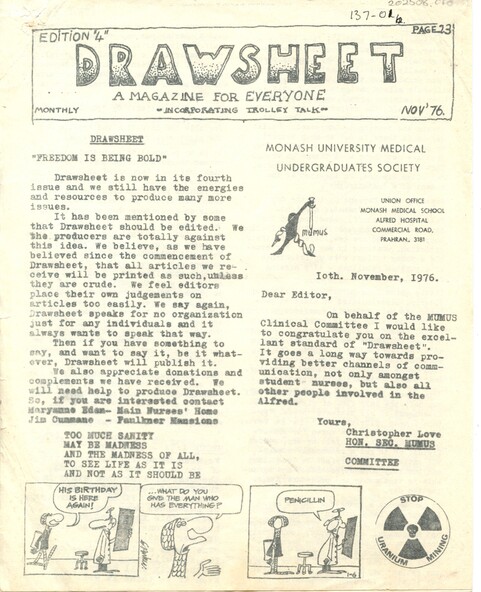 202508.010
137-01b
EDITION "4"
PAGE 23
DRAWSHEET
A MAGAZINE FOR EVERYONE
MONTHLY
"INCORPORATING TROLLEY TALK"
NOV '76.
DRAWSHEET
"FREEDOM IS BEING BOLD"
Drawsheet is now in its fourth
issue and we still have the energies
and resources to produce many more
issues.
It has been mentioned by some
that Drawsheet should be edited. We
the producers are totally against
this idea. We believe, as we have
believed since the commencement of
Drawsheet, that all articles we re-
ceive will be printed as such,unless
they are crude. We feel editors
place their own judgements on
articles too easily. We say again,
Drawsheet speaks for no organization
just for any individuals and it
always wants to speak that way.
Then if you have something to
say, and want to say it, be it what-
ever, Drawsheet will publish it.
We also appreciate donations and
complements we have received. We
will need help to produce Drawsheet.
So, if you are interested contact
Maryanne Edam- Main Nurses' Home
Jim Cunnane - Faulkner Mansions
TOO MUCH SANITY
MAY BE MADNESS
AND THE MADNESS OF ALL,
TO SEE LIFE AS IT IS
AND NOT AS IT SHOULD BE
MONASH UNIVERSITY MEDICAL
UNDERGRADUATES SOCIETY
mumus
UNION OFFICE
MONASH MEDICAL SCHOOL
ALFRED HOSPITAL
COMMERCIAL ROAD,
PRAHRAN, 3181
10th. November, 1976.
Dear Editor,
On behalf of the MUMUS
Clinical Committee I would like
to congratulate you on the excel-
lant standard of "Drawsheet".
It goes a long way towards pro-
viding better channels of comm-
unication, not only amongst
student nurses, but also all
other people involved in the
Alfred.
Yours,
Christopher Love
HON. SEC. MUMUS
COMMITTEE
HIS BIRTHDAY
IS HERE
AGAIN!
...WHAT DO YOU
GIVE THE MAN WHO
HAS EVERYTHING?
PENICILLIN
1-6
STOP
URANIUM MINING